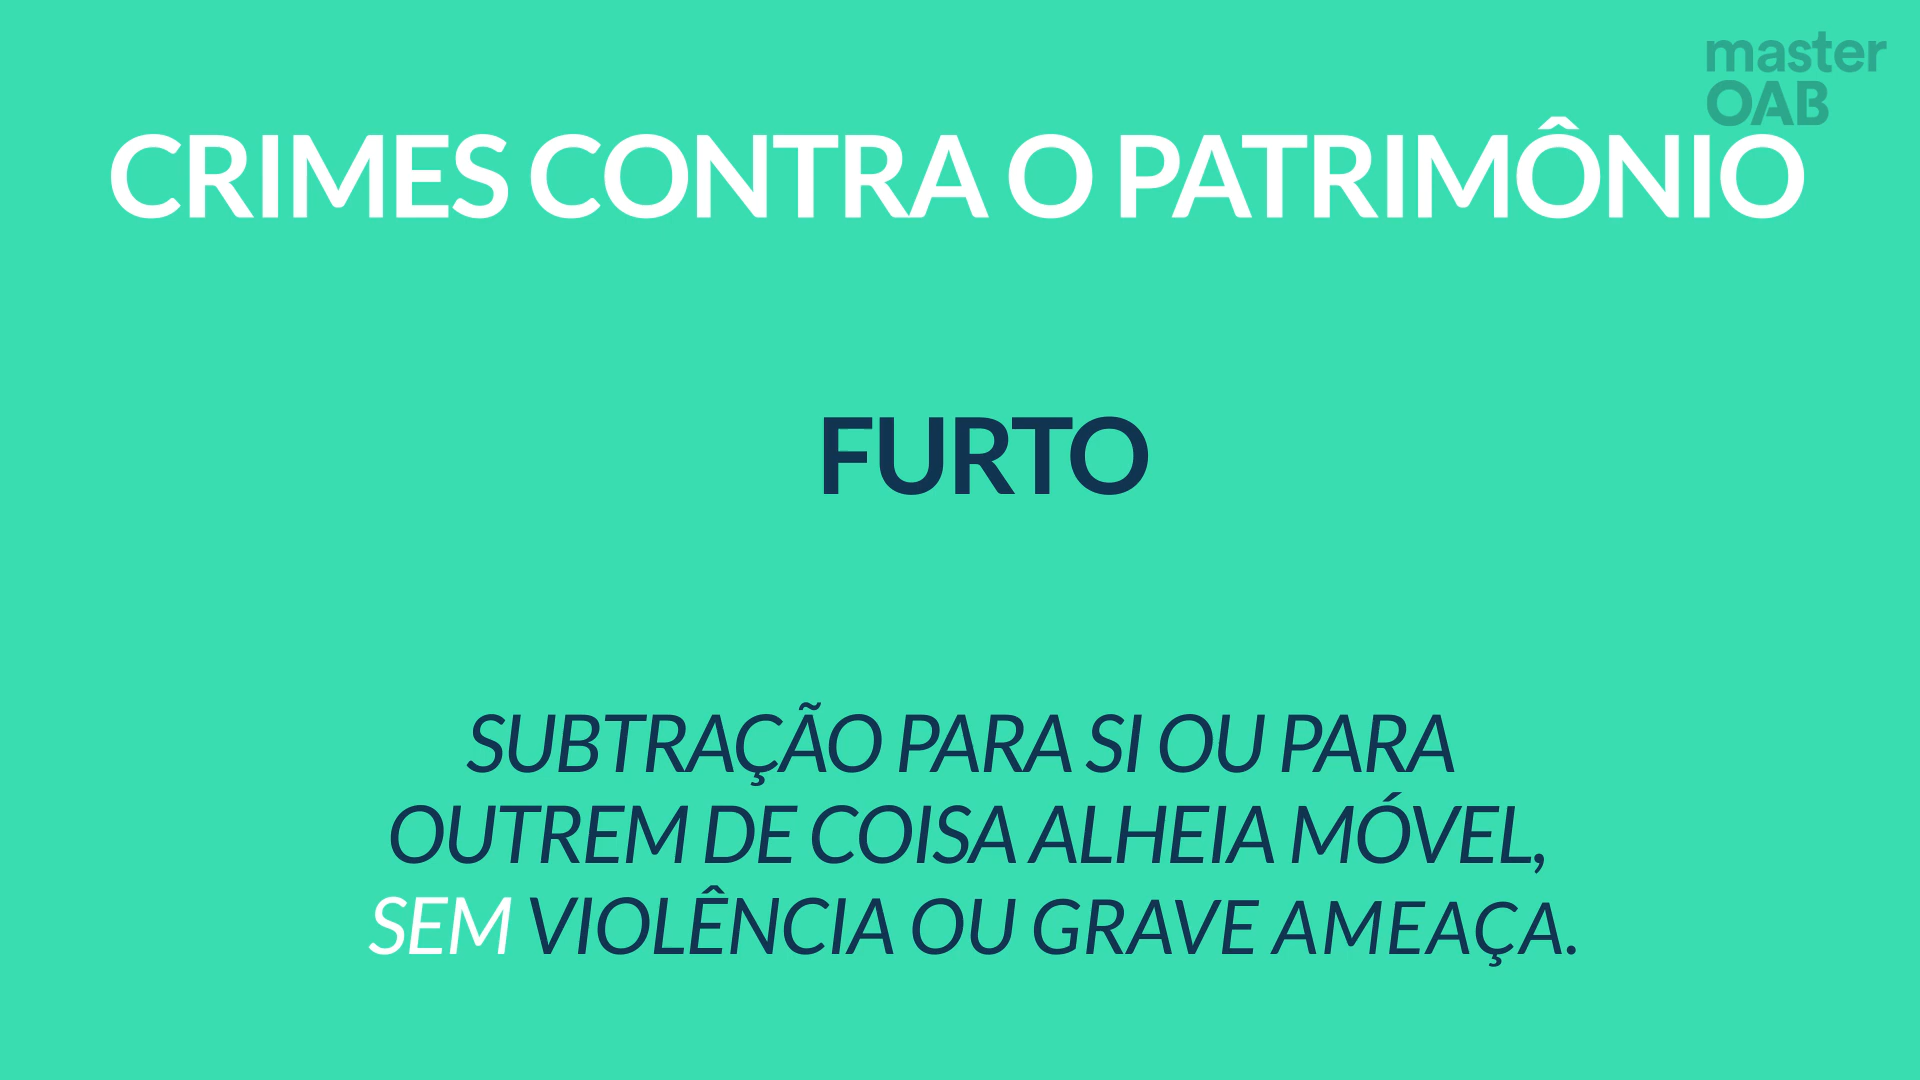 master
OAB
CRIMES CONTRA O PATRIMÔNIO
FURTO
SUBTRAÇÃO PARA SI OU PARA
OUTREM DE COISA ALHEIA MÓVEL,
SEM VIOLÊNCIA OU GRAVE AMEAÇA.